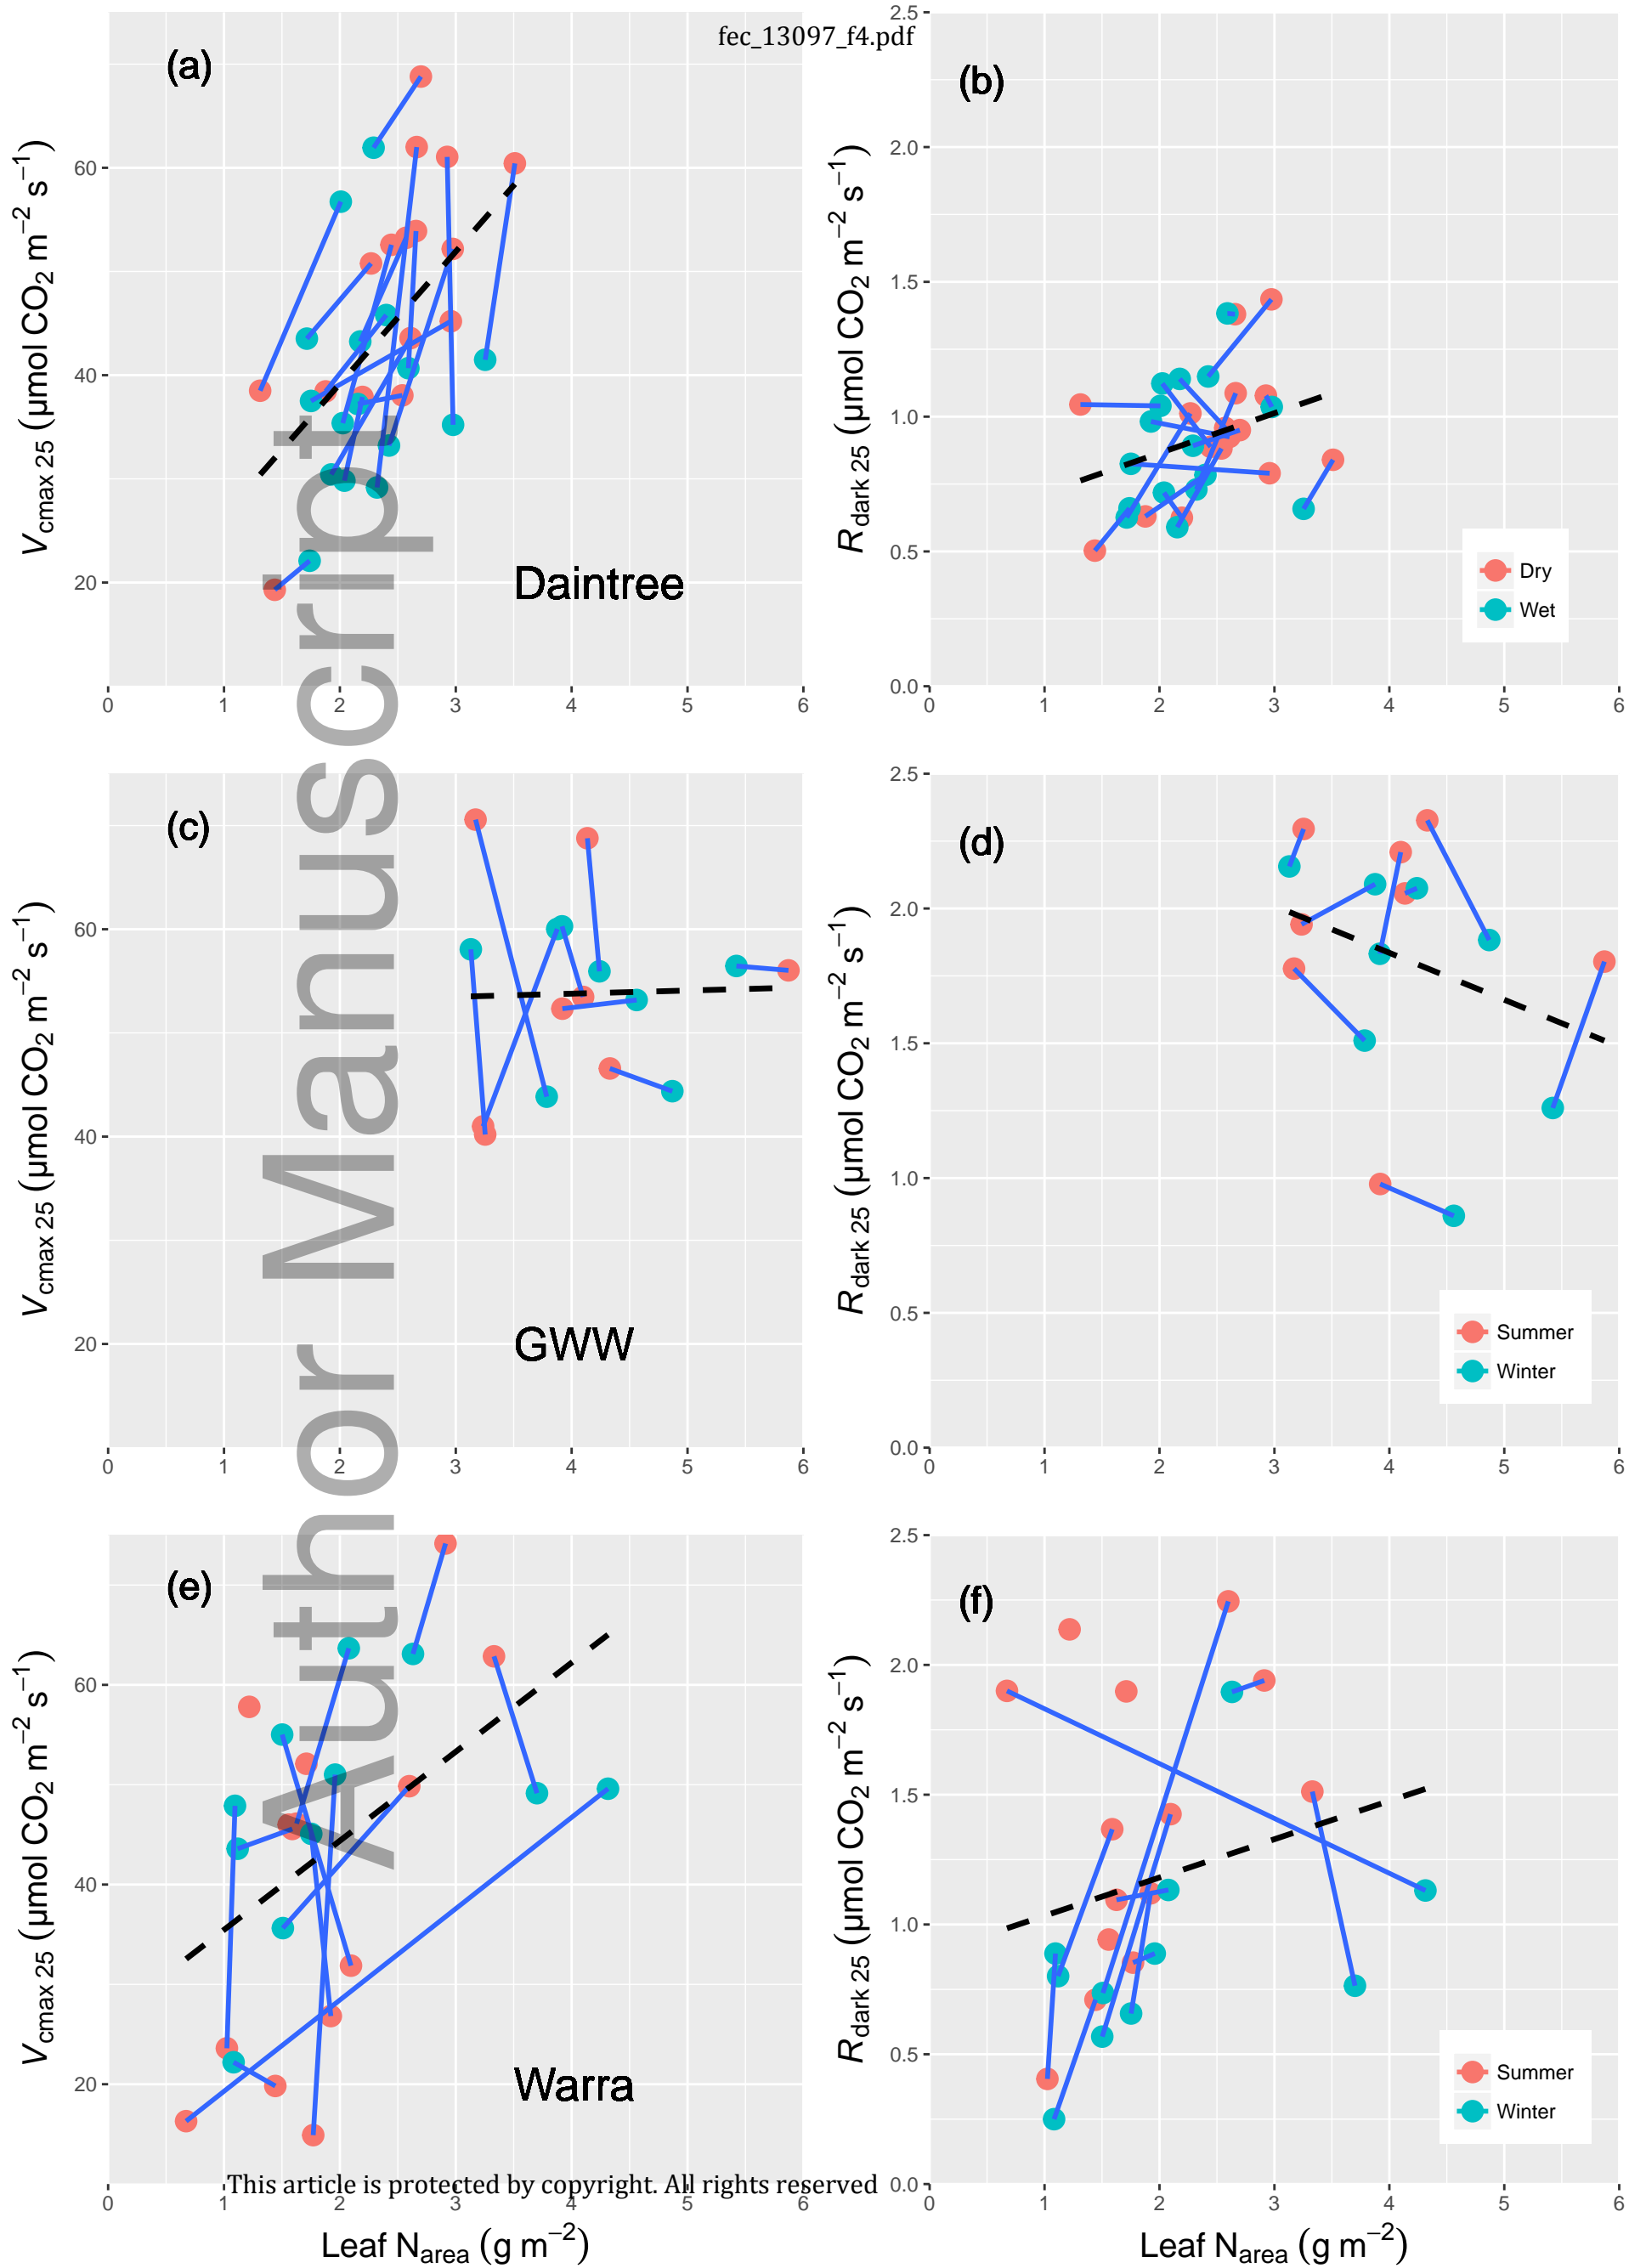 fec_13097_f4.pdf
(a)
V cmax 25 (μmol CO2 m−2 s−1)
60
40
20
Daintree
0 1 2 3 4 5 6
(b)
R dark 25 (μmol CO2 m−2 s−1)
2.5
2.0
1.5
1.0
0.5
0.0
Dry
Wet
0 1 2 3 4 5 6
(c)
V cmax 25 (μmol CO2 m−2 s−1)
60
40
20
GWW
0 1 2 3 4 5 6
(d)
R dark 25 (μmol CO2 m−2 s−1)
2.5
2.0
1.5
1.0
0.5
0.0
Summer
Winter
0 1 2 3 4 5 6
(e)
V cmax 25 (μmol CO2 m−2 s−1)
60
40
20
Warra
0 1 2 3 4 5 6
Leaf Narea (g m−2)
(f)
R dark 25 (μmol CO2 m−2 s−1)
2.5
2.0
1.5
1.0
0.5
0.0
Summer
Winter
0 1 2 3 4 5 6
Leaf Narea (g m−2)
Author Manuscript
This article is protected by copyright. All rights reserved